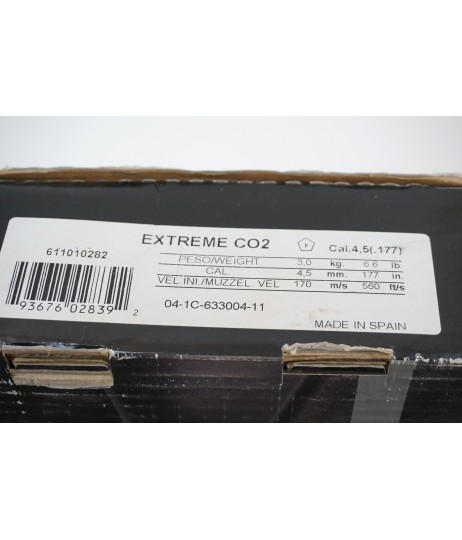 EXTREME CO2 F Cal.4,5(.177)
611010282
PESO/WEIGHT 3,0 kg. 6.6 lb.
CAL. 4,5 mm. 177 in.
VEL INI./MUZZEL. VEL 170 m/s 560 ft/s
93676 02839 2
04-1C-633004-11
MADE IN SPAIN